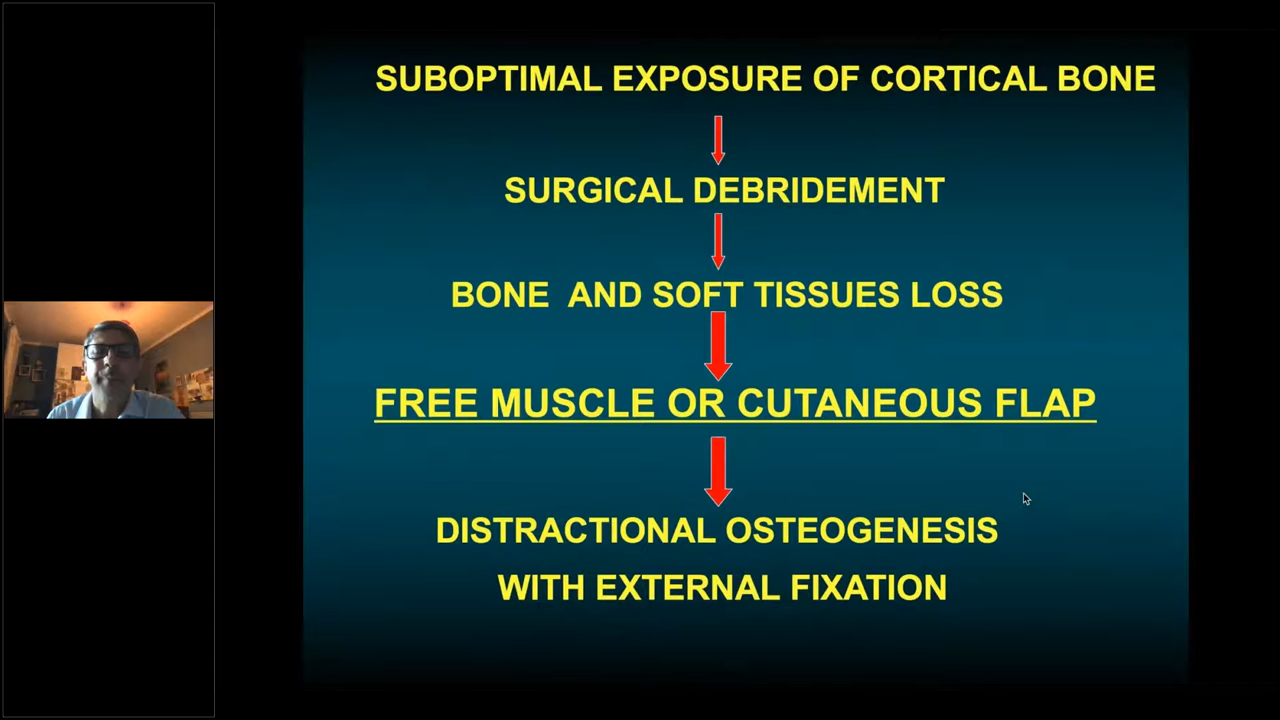 SUBOPTIMAL EXPOSURE OF CORTICAL BONE
SURGICAL DEBRIDEMENT
BONE AND SOFT TISSUES LOSS
FREE MUSCLE OR CUTANEOUS FLAP
DISTRACTIONAL OSTEOGENESIS
WITH EXTERNAL FIXATION